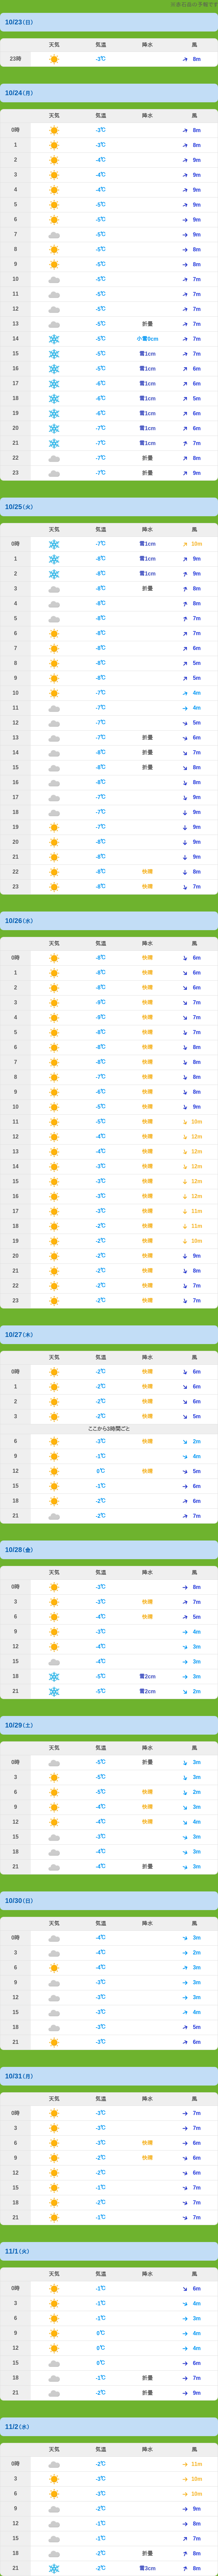 10/23(日)
天気 気温 降水 風
23時 -3℃ 8m
10/24(月)
天気 気温 降水 風
0時 -3℃ 8m
1 -3℃ 8m
2 -4℃ 9m
3 -4℃ 9m
4 -4℃ 9m
5 -5℃ 9m
6 -5℃ 9m
7 -5℃ 9m
8 -5℃ 8m
9 -5℃ 8m
10 -5℃ 7m
11 -5℃ 7m
12 -5℃ 7m
13 -5℃ 折曇 7m
14 -5℃ 小雪0cm 7m
15 -5℃ 雪1cm 7m
16 -5℃ 雪1cm 6m
17 -6℃ 雪1cm 6m
18 -6℃ 雪1cm 5m
19 -6℃ 雪1cm 6m
20 -7℃ 雪1cm 6m
21 -7℃ 雪1cm 7m
22 -7℃ 折曇 8m
23 -7℃ 折曇 9m
10/25(火)
天気 気温 降水 風
0時 -7℃ 雪1cm 10m
1 -8℃ 雪1cm 9m
2 -8℃ 雪1cm 9m
3 -8℃ 折曇 8m
4 -8℃ 8m
5 -8℃ 7m
6 -8℃ 7m
7 -8℃ 6m
8 -8℃ 5m
9 -8℃ 5m
10 -7℃ 4m
11 -7℃ 4m
12 -7℃ 5m
13 -7℃ 折曇 6m
14 -8℃ 折曇 7m
15 -8℃ 折曇 8m
16 -8℃ 8m
17 -7℃ 9m
18 -7℃ 9m
19 -7℃ 9m
20 -8℃ 9m
21 -8℃ 9m
22 -8℃ 快晴 8m
23 -8℃ 快晴 7m
10/26(水)
天気 気温 降水 風
0時 -8℃ 快晴 6m
1 -8℃ 快晴 6m
2 -8℃ 快晴 6m
3 -9℃ 快晴 7m
4 -9℃ 快晴 7m
5 -8℃ 快晴 7m
6 -8℃ 快晴 8m
7 -8℃ 快晴 8m
8 -7℃ 快晴 8m
9 -6℃ 快晴 8m
10 -5℃ 快晴 9m
11 -5℃ 快晴 10m
12 -4℃ 快晴 12m
13 -4℃ 快晴 12m
14 -3℃ 快晴 12m
15 -3℃ 快晴 12m
16 -3℃ 快晴 12m
17 -3℃ 快晴 11m
18 -2℃ 快晴 11m
19 -2℃ 快晴 10m
20 -2℃ 快晴 9m
21 -2℃ 快晴 8m
22 -2℃ 快晴 7m
23 -2℃ 快晴 7m
10/27(木)
天気 気温 降水 風
0時 -2℃ 快晴 6m
1 -2℃ 快晴 6m
2 -2℃ 快晴 6m
3 -2℃ 快晴 5m
ここから3時間ごと
6 -3℃ 快晴 2m
9 -1℃ 4m
12 0℃ 快晴 5m
15 -1℃ 6m
18 -2℃ 6m
21 -2℃ 7m
10/28(金)
天気 気温 降水 風
0時 -3℃ 8m
3 -3℃ 快晴 7m
6 -4℃ 快晴 5m
9 -3℃ 4m
12 -4℃ 3m
15 -4℃ 3m
18 -5℃ 雪2cm 3m
21 -5℃ 雪2cm 2m
10/29(土)
天気 気温 降水 風
0時 -5℃ 折曇 3m
3 -5℃ 3m
6 -5℃ 快晴 2m
9 -4℃ 快晴 3m
12 -4℃ 快晴 4m
15 -3℃ 3m
18 -4℃ 3m
21 -4℃ 折曇 3m
10/30(日)
天気 気温 降水 風
0時 -4℃ 3m
3 -4℃ 2m
6 -4℃ 3m
9 -3℃ 3m
12 -3℃ 3m
15 -3℃ 4m
18 -3℃ 5m
21 -3℃ 6m
10/31(月)
天気 気温 降水 風
0時 -3℃ 7m
3 -3℃ 7m
6 -3℃ 快晴 6m
9 -2℃ 快晴 6m
12 -2℃ 6m
15 -1℃ 7m
18 -2℃ 7m
21 -1℃ 7m
11/1(火)
天気 気温 降水 風
0時 -1℃ 6m
3 -1℃ 4m
6 -1℃ 3m
9 0℃ 4m
12 0℃ 4m
15 0℃ 6m
18 -1℃ 折曇 7m
21 -2℃ 折曇 9m
11/2(水)
天気 気温 降水 風
0時 -2℃ 11m
3 -3℃ 10m
6 -3℃ 10m
9 -2℃ 9m
12 -1℃ 8m
15 -1℃ 7m
18 -2℃ 折曇 8m
21 -2℃ 雪3cm 8m